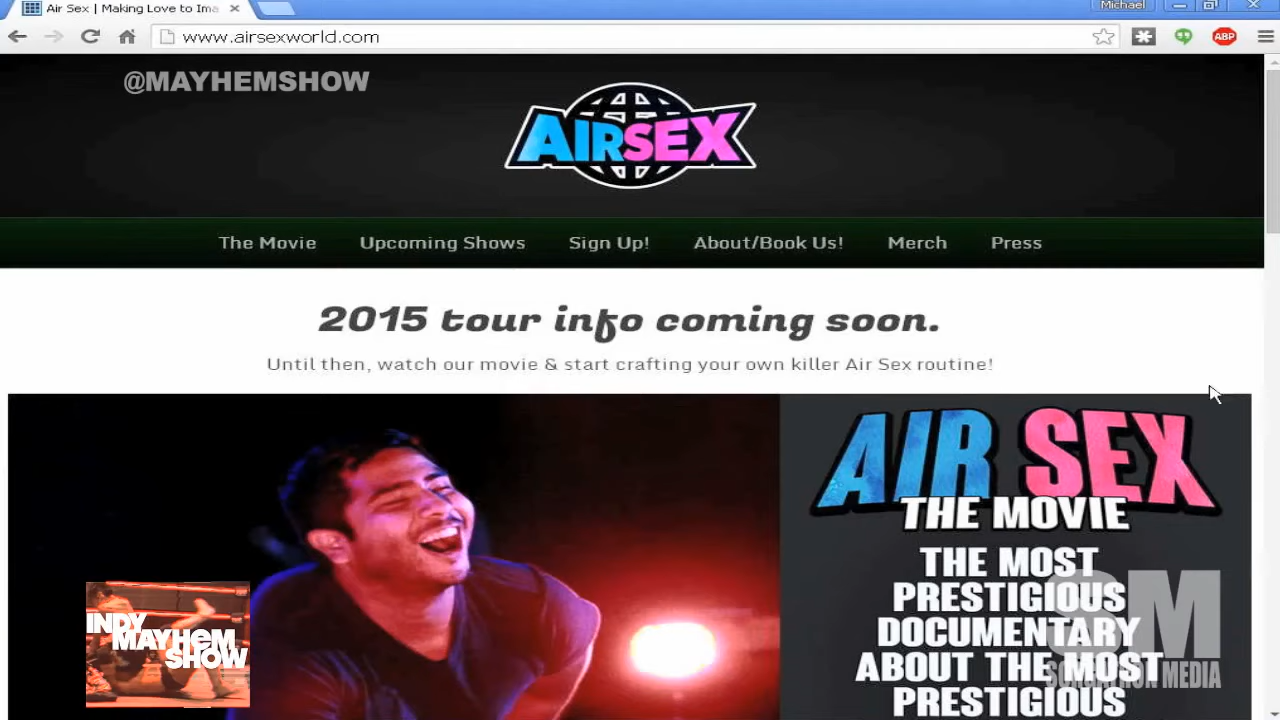 Air Sex | Making Love to Ima
Michael
www.airsexworld.com
ABP
@MAYHEMSHOW
AIRSEX
The Movie
Upcoming Shows
Sign Up!
About/Book Us!
Merch
Press
2015 tour info coming soon.
Until then, watch our movie & start crafting your own killer Air Sex routine!
AIR SEX
THE MOVIE
THE MOST
PRESTIGIOUS
DOCUMENTARY
ABOUT THE MOST
PRESTIGIOUS
INDY
MAYHEM
SHOW
SM
MEDIA